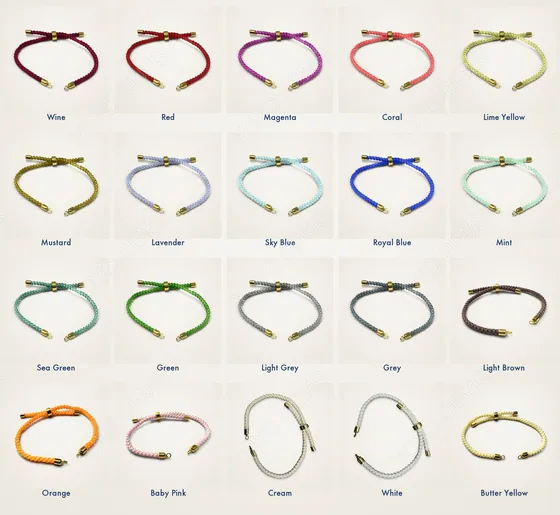 Wine
Red
Magenta
Coral
Lime Yellow
Mustard
Lavender
Sky Blue
Royal Blue
Mint
Sea Green
Green
Light Grey
Grey
Light Brown
Orange
Baby Pink
Cream
White
Butter Yellow